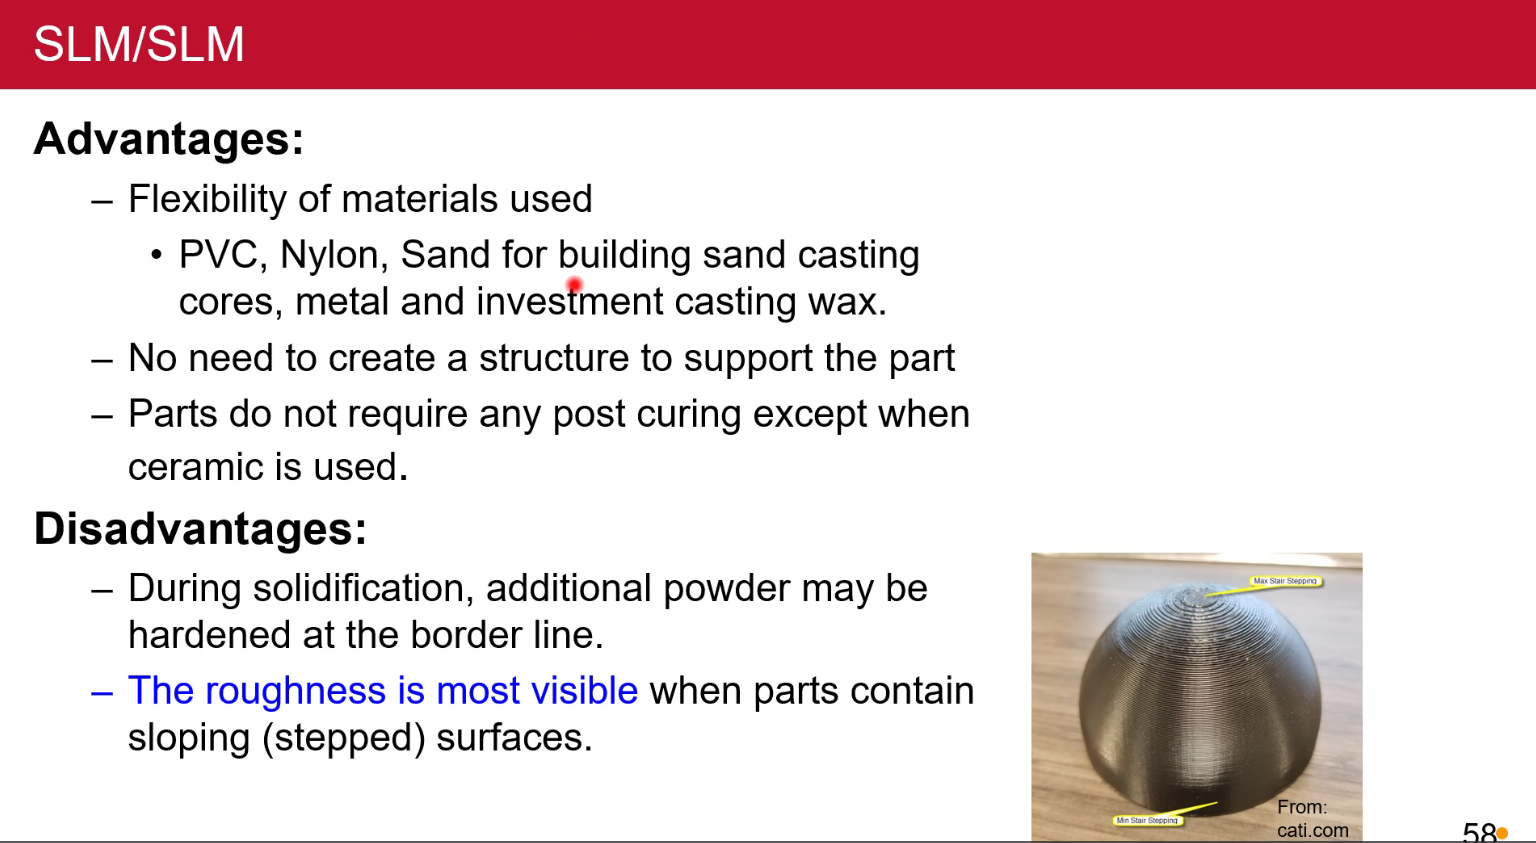 SLM/SLM
Advantages:
– Flexibility of materials used
• PVC, Nylon, Sand for building sand casting
cores, metal and investment casting wax.
– No need to create a structure to support the part
– Parts do not require any post curing except when
ceramic is used.
Disadvantages:
– During solidification, additional powder may be
hardened at the border line.
– The roughness is most visible when parts contain
sloping (stepped) surfaces.
Max Stair Stepping
Min Stair Stepping
From:
cati.com
58